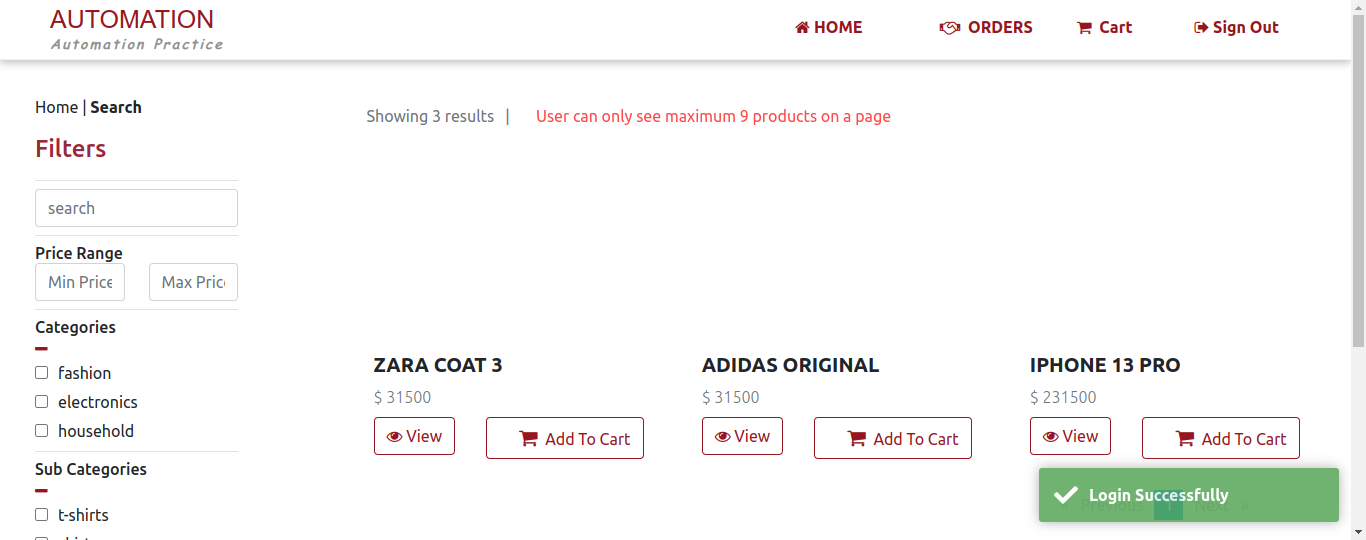 AUTOMATION
Automation Practice
HOME
ORDERS
Cart
Sign Out
Home | Search
Showing 3 results |
User can only see maximum 9 products on a page
Filters
search
Price Range
Min Price
Max Pric
Categories
fashion
electronics
household
Sub Categories
t-shirts
ZARA COAT 3
$ 31500
View
Add To Cart
ADIDAS ORIGINAL
$ 31500
View
Add To Cart
IPHONE 13 PRO
$ 231500
View
Add To Cart
Login Successfully
« Previous 1 Next »